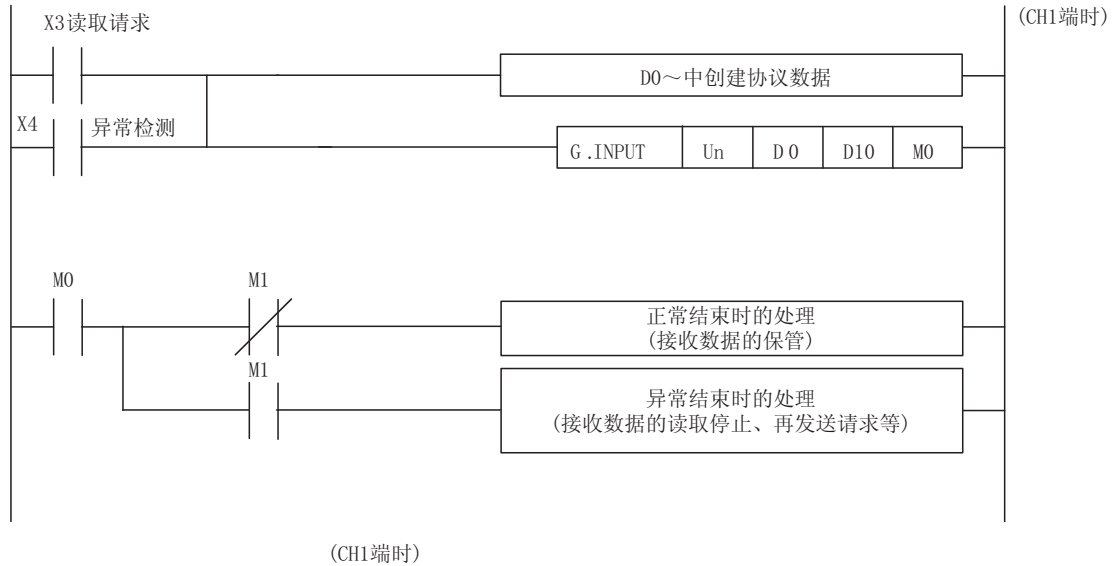 (CH1端时)
X3读取请求
D0～中创建协议数据
X4
异常检测
G .INPUT
Un
D 0
D10
M0
M0
M1
正常结束时的处理
(接收数据的保管)
M1
异常结束时的处理
(接收数据的读取停止、再发送请求等)
(CH1端时)